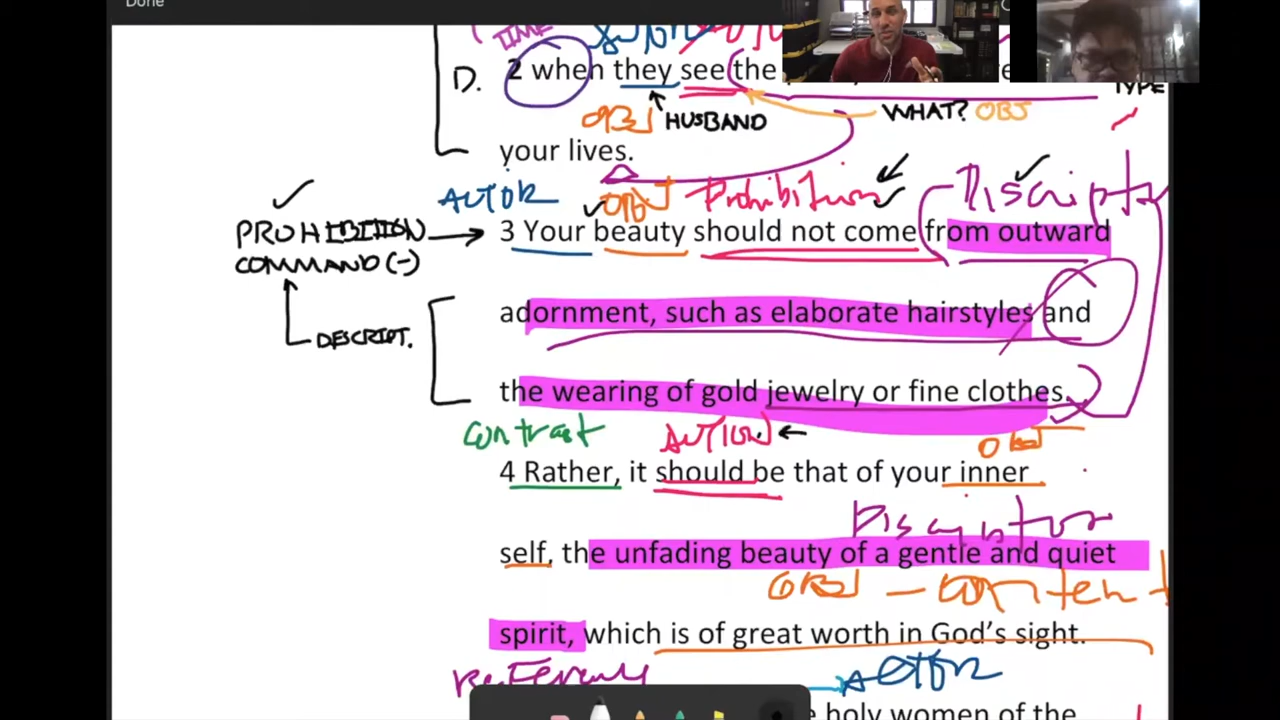 Done
TIME
D. 2 when they see the
TYPE
OBJ HUSBAND WHAT? OBJ
your lives.
ACTOR OBJ Prohibition Discriptor
PROHIBITION 3 Your beauty should not come from outward
COMMAND (-)
adornment, such as elaborate hairstyles and
DESCRIPT.
the wearing of gold jewelry or fine clothes.
contrast ACTION OBJ
4 Rather, it should be that of your inner
Discriptor
self, the unfading beauty of a gentle and quiet
OBJ - content
spirit, which is of great worth in God's sight.
ACTOR
holy women of the